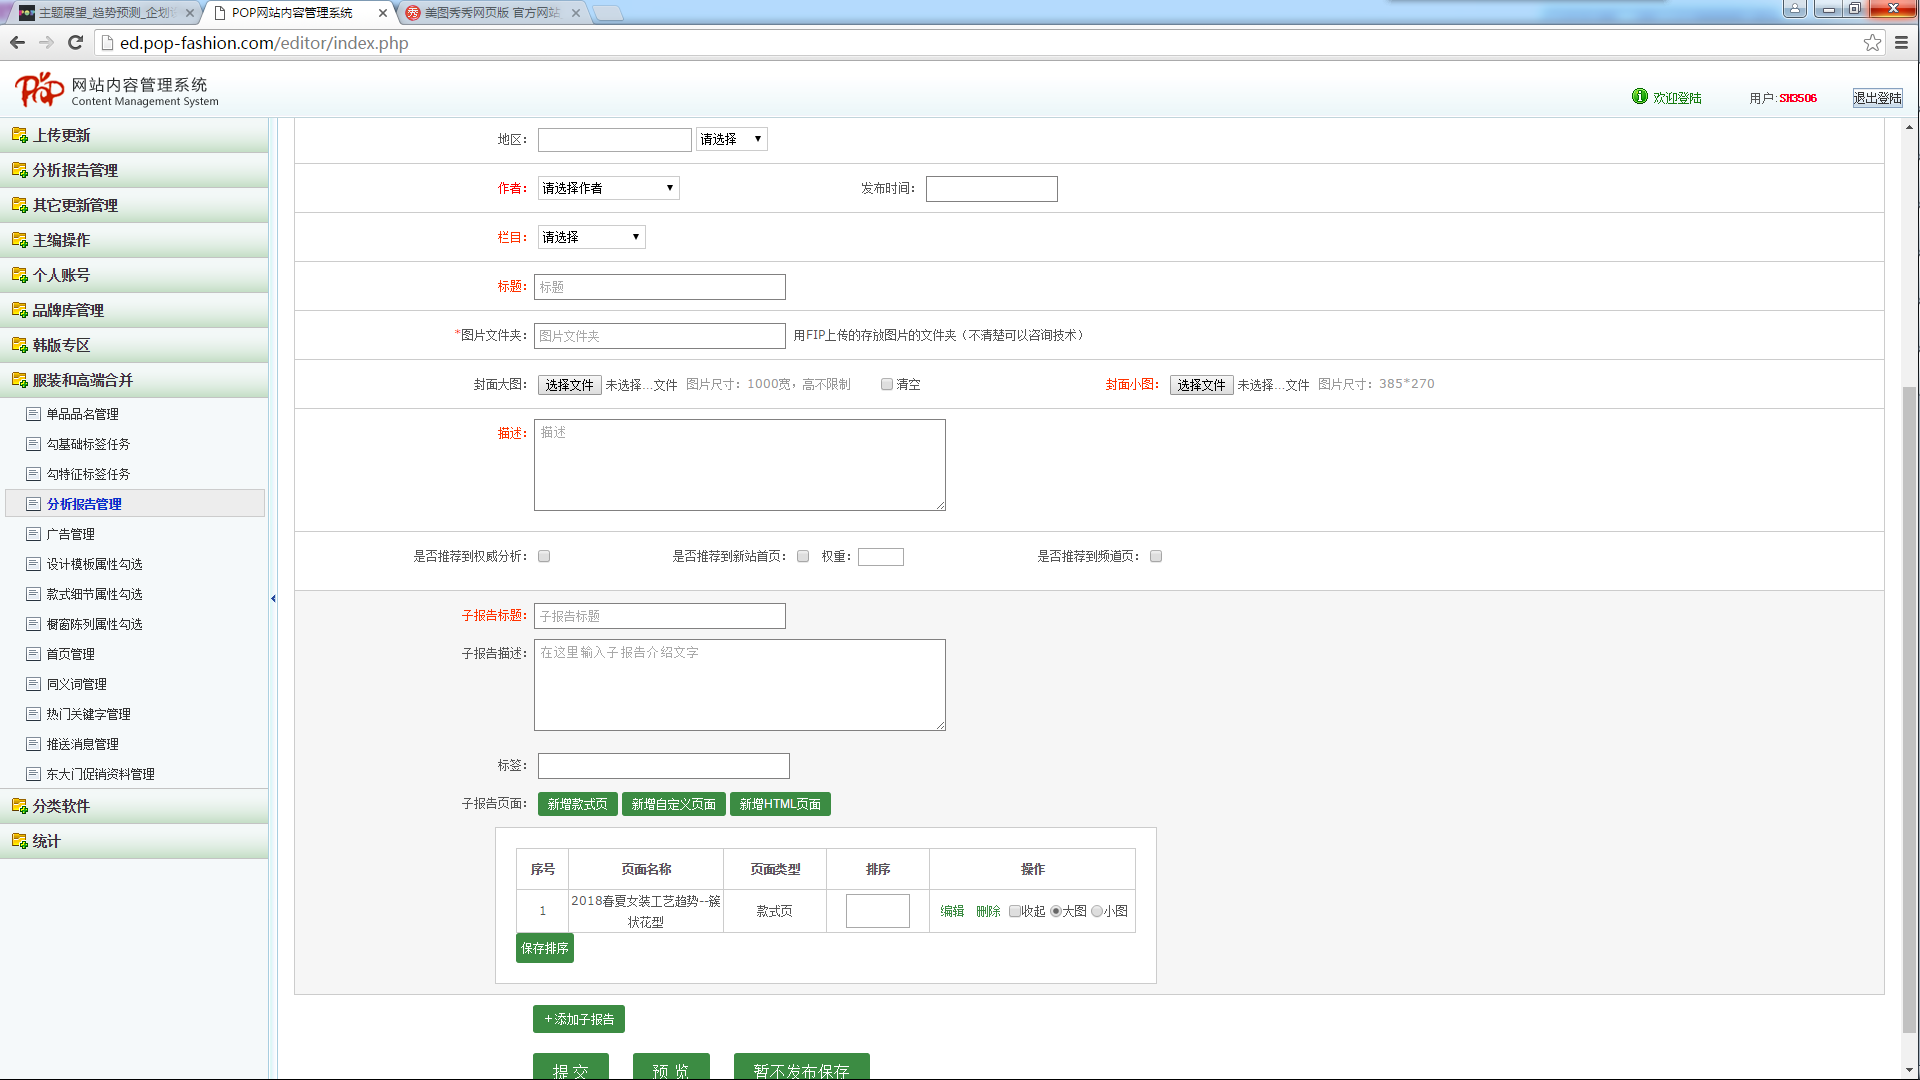 主题展望_趋势预测_企划
POP网站内容管理系统
美图秀秀网页版 官方网站
ed.pop-fashion.com/editor/index.php
POP 网站内容管理系统
Content Management System
欢迎登陆
用户:SH3506
退出登陆
上传更新
分析报告管理
其它更新管理
主编操作
个人账号
品牌库管理
韩版专区
服装和高端合并
单品品名管理
勾基础标签任务
勾特征标签任务
分析报告管理
广告管理
设计模板属性勾选
款式细节属性勾选
橱窗陈列属性勾选
首页管理
同义词管理
热门关键字管理
推送消息管理
东大门促销资料管理
分类软件
统计
地区: 请选择
作者: 请选择作者 发布时间:
栏目: 请选择
标题: 标题
*图片文件夹: 图片文件夹 用FIP上传的存放图片的文件夹(不清楚可以咨询技术)
封面大图: 选择文件 未选择...文件 图片尺寸: 1000宽, 高不限制 清空 封面小图: 选择文件 未选择...文件 图片尺寸: 385*270
描述: 描述
是否推荐到权威分析: 是否推荐到新站首页: 权重: 是否推荐到频道页:
子报告标题: 子报告标题
子报告描述: 在这里输入子报告介绍文字
标签:
子报告页面: 新增款式页 新增自定义页面 新增HTML页面
序号 页面名称 页面类型 排序 操作
1 2018春夏女装工艺趋势--簇状花型 款式页 编辑 删除 收起 大图 小图
保存排序
+添加子报告
提 交 预 览 暂不发布保存